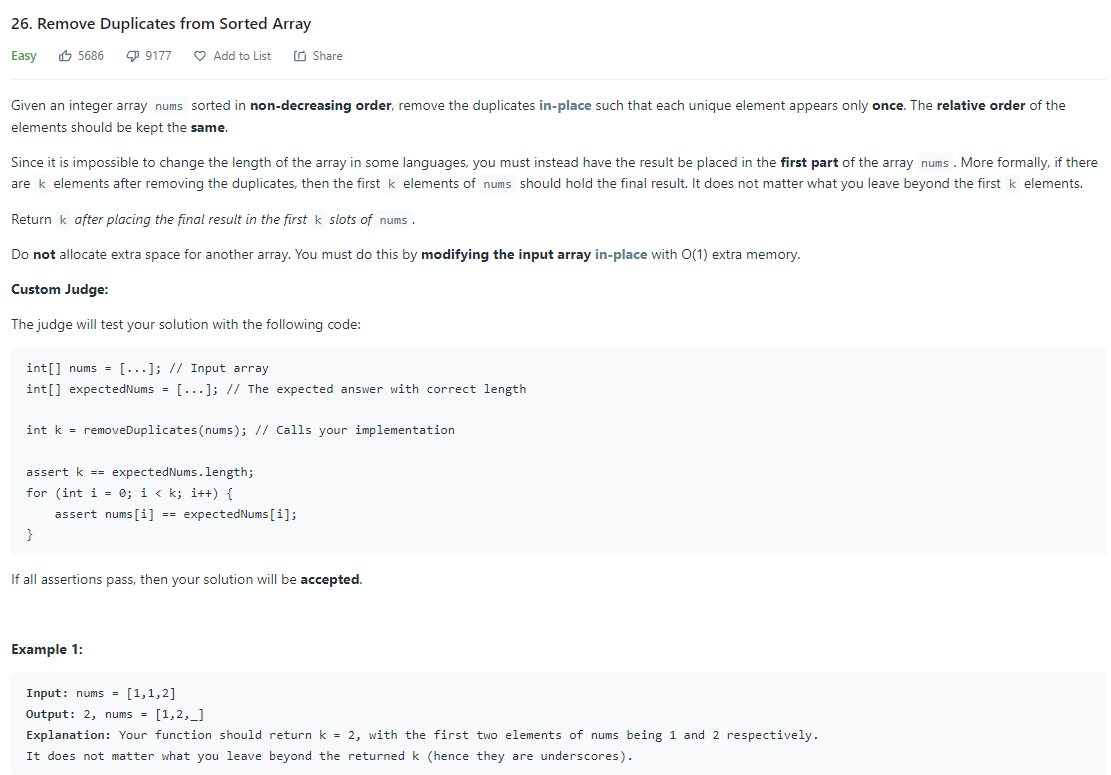 26. Remove Duplicates from Sorted Array
Easy 5686 9177 Add to List Share
Given an integer array nums sorted in non-decreasing order, remove the duplicates in-place such that each unique element appears only once. The relative order of the
elements should be kept the same.
Since it is impossible to change the length of the array in some languages, you must instead have the result be placed in the first part of the array nums . More formally, if there
are k elements after removing the duplicates, then the first k elements of nums should hold the final result. It does not matter what you leave beyond the first k elements.
Return k after placing the final result in the first k slots of nums .
Do not allocate extra space for another array. You must do this by modifying the input array in-place with O(1) extra memory.
Custom Judge:
The judge will test your solution with the following code:
int[] nums = [...]; // Input array
int[] expectedNums = [...]; // The expected answer with correct length
int k = removeDuplicates(nums); // Calls your implementation
assert k == expectedNums.length;
for (int i = 0; i < k; i++) {
    assert nums[i] == expectedNums[i];
}
If all assertions pass, then your solution will be accepted.
Example 1:
Input: nums = [1,1,2]
Output: 2, nums = [1,2,_]
Explanation: Your function should return k = 2, with the first two elements of nums being 1 and 2 respectively.
It does not matter what you leave beyond the returned k (hence they are underscores).